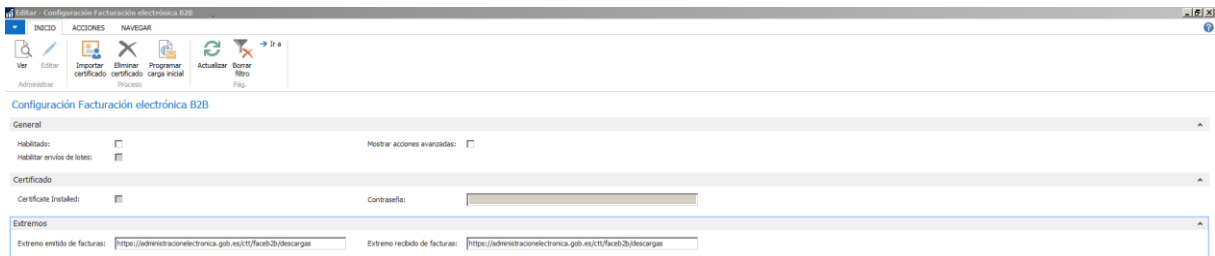 Editar - Configuración Facturación electrónica B2B
INICIO ACCIONES NAVEGAR
Ver Editar Importar certificado Eliminar certificado Programar carga inicial Actualizar Borrar filtro Ir a
Administrar Proceso Pág.
Configuración Facturación electrónica B2B
General
Habilitado: Mostrar acciones avanzadas:
Habilitar envíos de lotes:
Certificado
Certificate Installed: Contraseña:
Extremos
Extremo emitido de facturas: https://administracionelectronica.gob.es/ctt/faceb2b/descargas Extremo recibido de facturas: https://administracionelectronica.gob.es/ctt/faceb2b/descargas